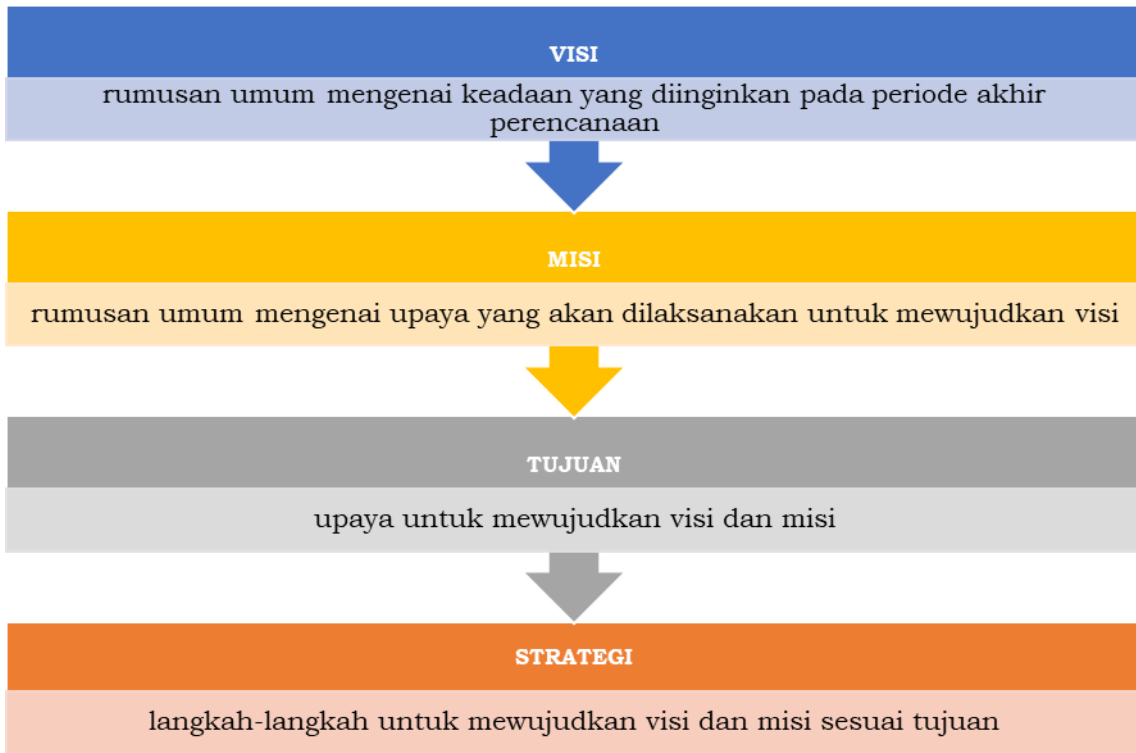 VISI
rumusan umum mengenai keadaan yang diinginkan pada periode akhir
perencanaan
MISI
rumusan umum mengenai upaya yang akan dilaksanakan untuk mewujudkan visi
TUJUAN
upaya untuk mewujudkan visi dan misi
STRATEGI
langkah-langkah untuk mewujudkan visi dan misi sesuai tujuan